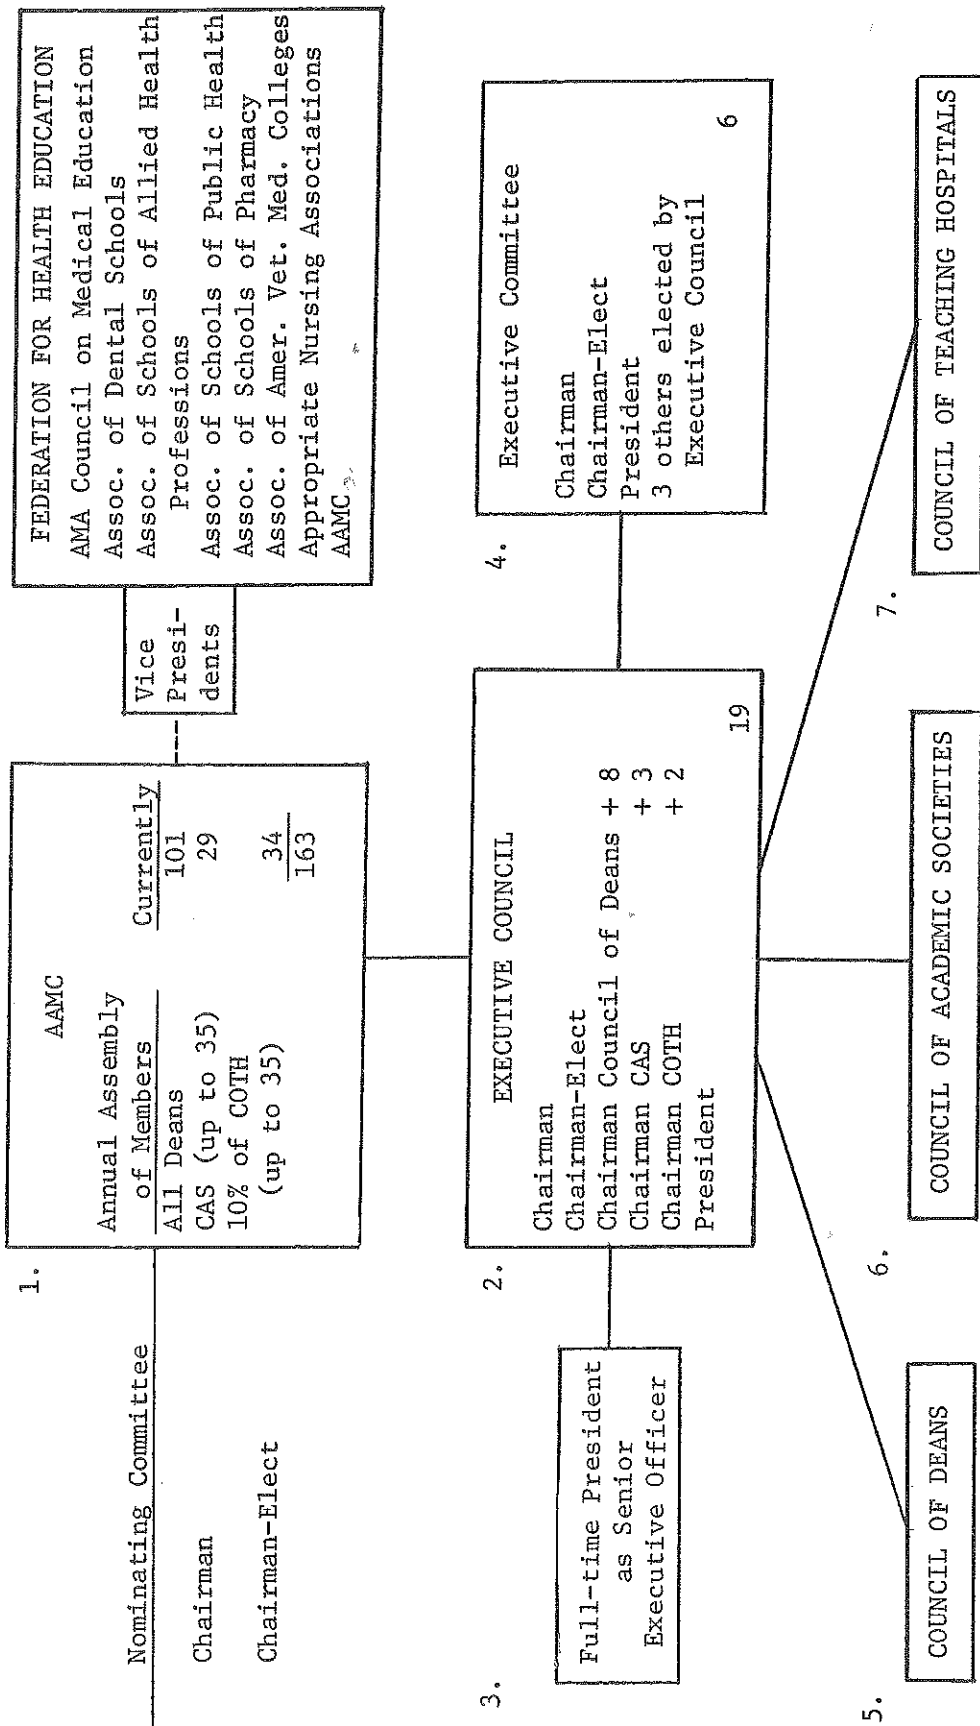 Nominating Committee
Chairman
Chairman-Elect
1.
AAMC
Annual Assembly
of Members Currently
All Deans 101
CAS (up to 35) 29
10% of COTH
(up to 35) 34
163
Vice
Presi-
dents
FEDERATION FOR HEALTH EDUCATION
AMA Council on Medical Education
Assoc. of Dental Schools
Assoc. of Schools of Allied Health
Professions
Assoc. of Schools of Public Health
Assoc. of Schools of Pharmacy
Assoc. of Amer. Vet. Med. Colleges
Appropriate Nursing Associations
AAMC
3.
Full-time President
as Senior
Executive Officer
2.
EXECUTIVE COUNCIL
Chairman
Chairman-Elect
Chairman Council of Deans + 8
Chairman CAS + 3
Chairman COTH + 2
President
19
4.
Executive Committee
Chairman
Chairman-Elect
President
3 others elected by
Executive Council
6
5.
COUNCIL OF DEANS
6.
COUNCIL OF ACADEMIC SOCIETIES
7.
COUNCIL OF TEACHING HOSPITALS